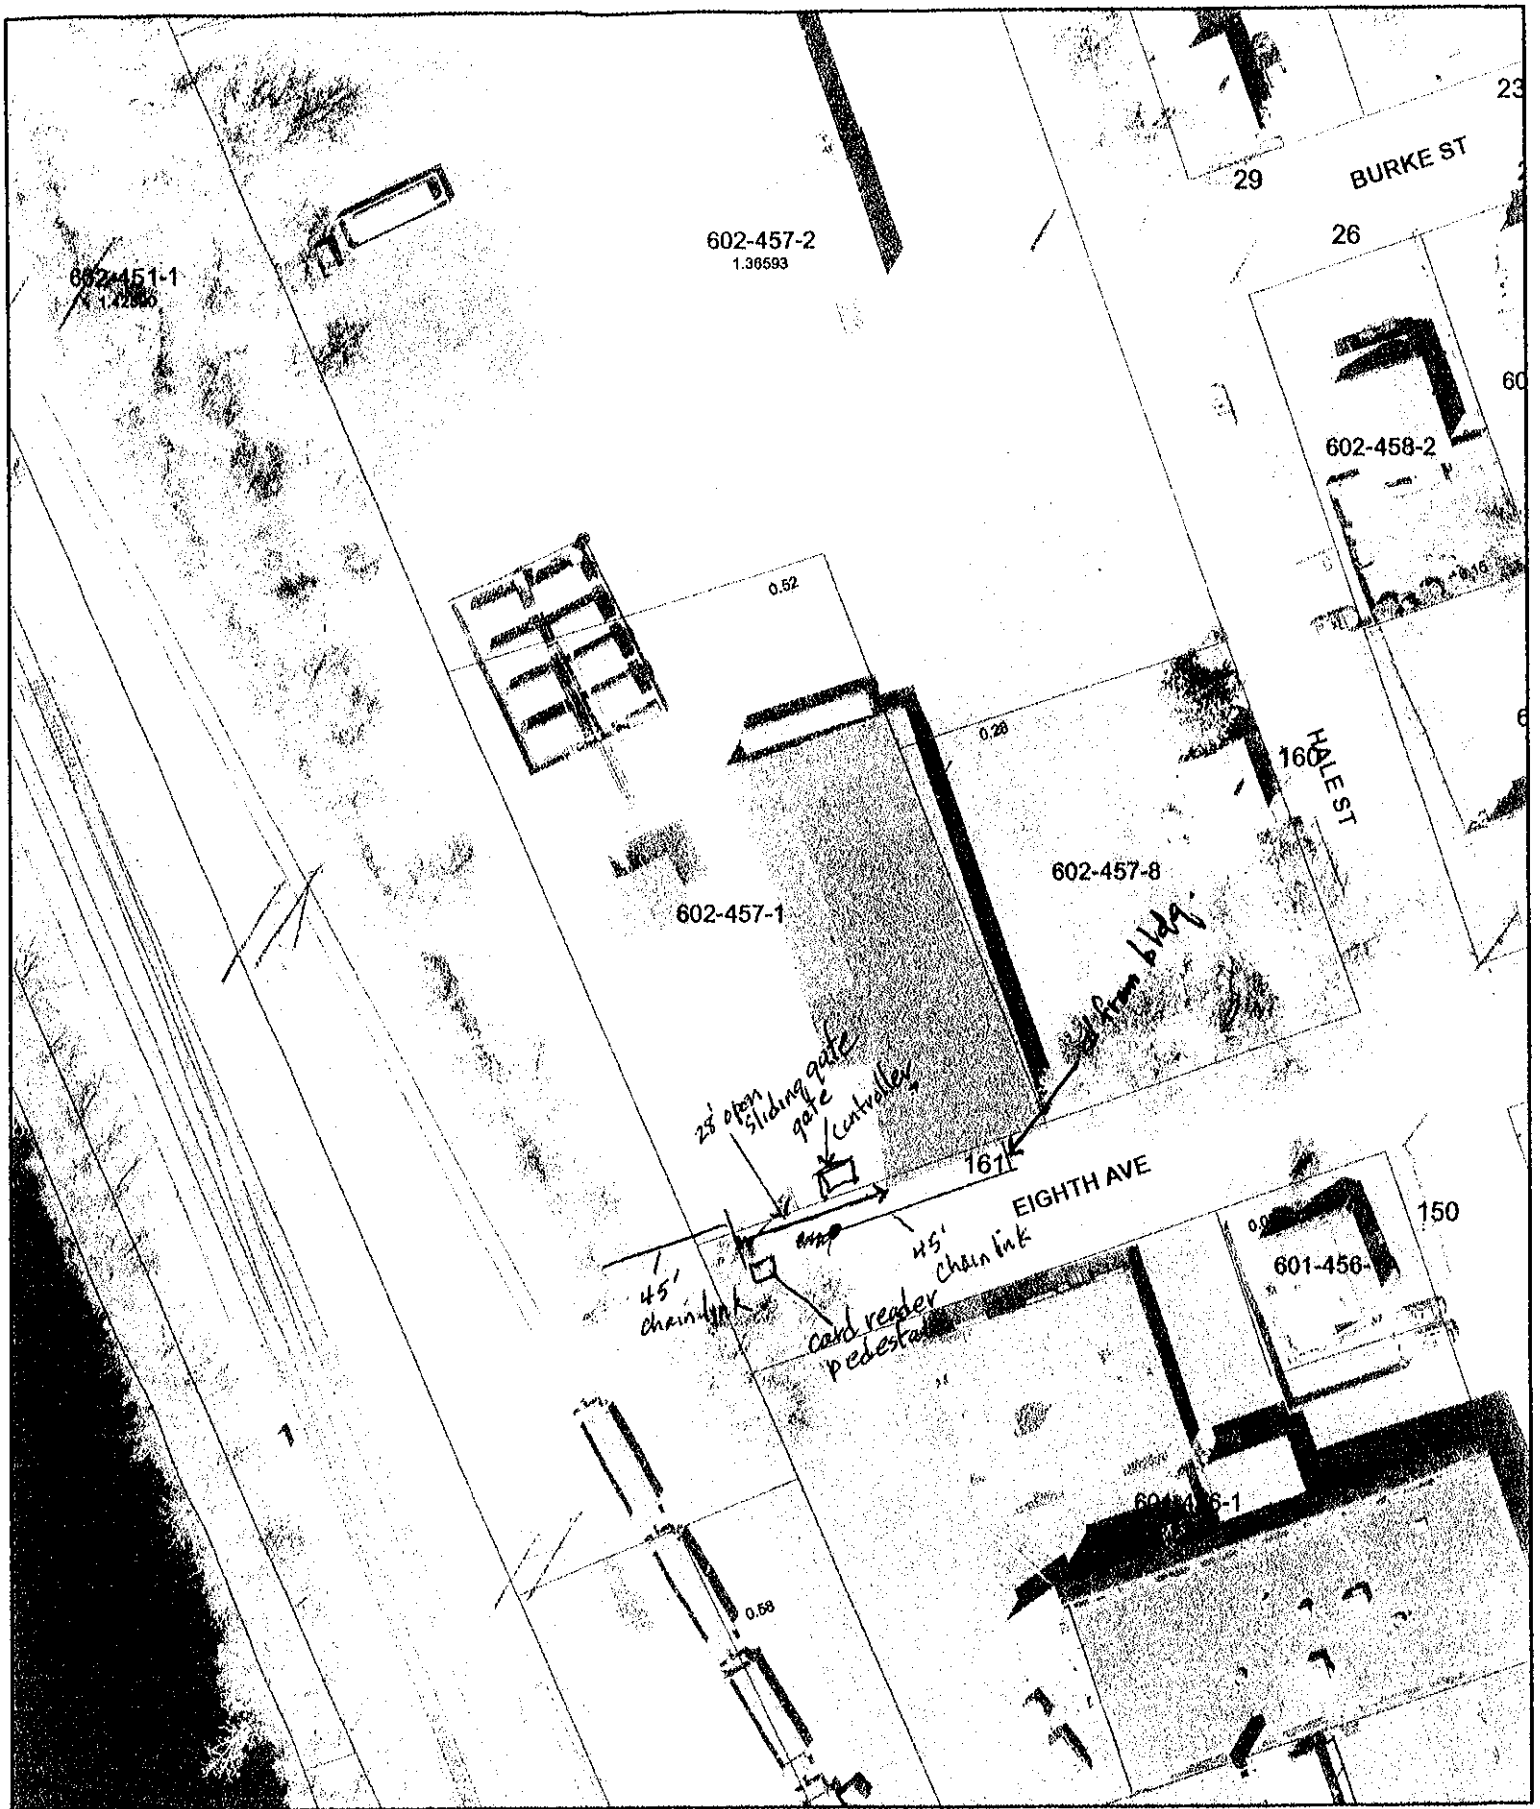 23
BURKE ST
29
26
602-457-2
1.36593
602-451-1
60
602-458-2
0.52
0.28
160
HALE ST
602-457-8
602-457-1
from bldg.
28' open
sliding gate
gate
controller
161
EIGHTH AVE
150
45'
chain link
45'
chain link
card reader
pedestal
601-456-1
0.58